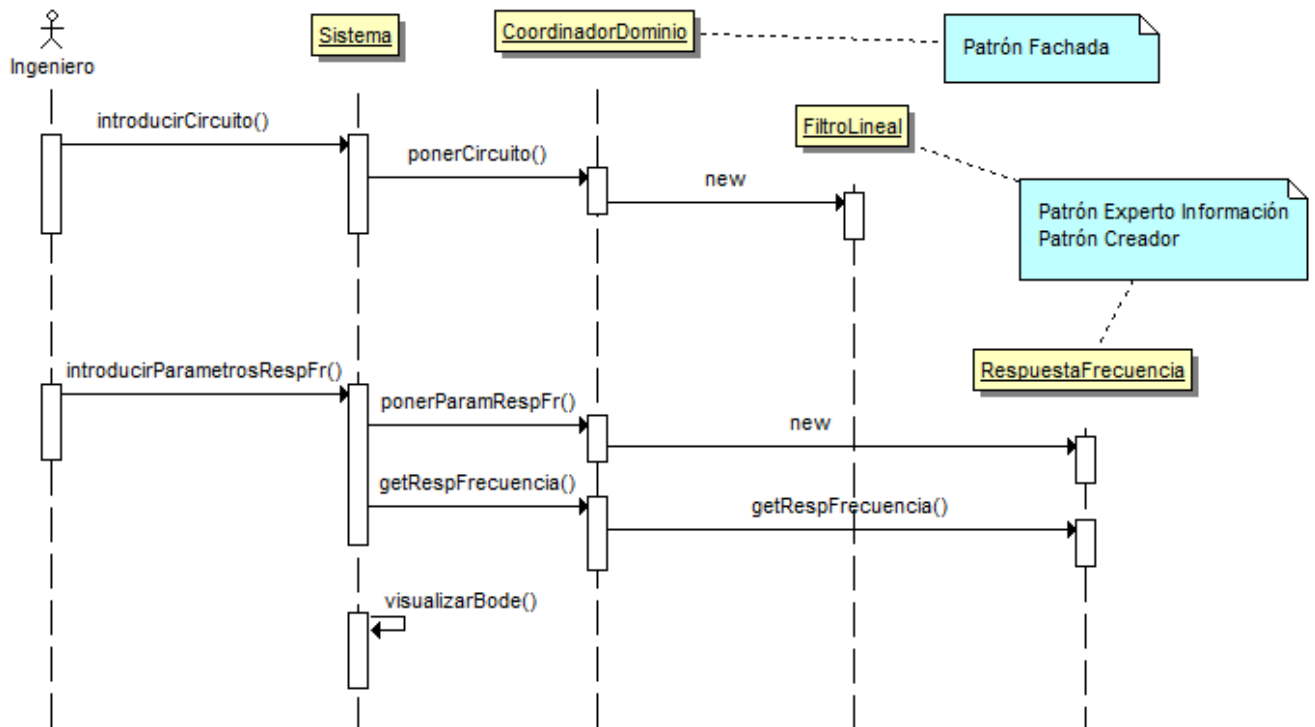 Ingeniero
Sistema
CoordinadorDominio
Patrón Fachada
introducirCircuito()
ponerCircuito()
new
FiltroLineal
Patrón Experto Información
Patrón Creador
RespuestaFrecuencia
introducirParametrosRespFr()
ponerParamRespFr()
new
getRespFrecuencia()
getRespFrecuencia()
visualizarBode()